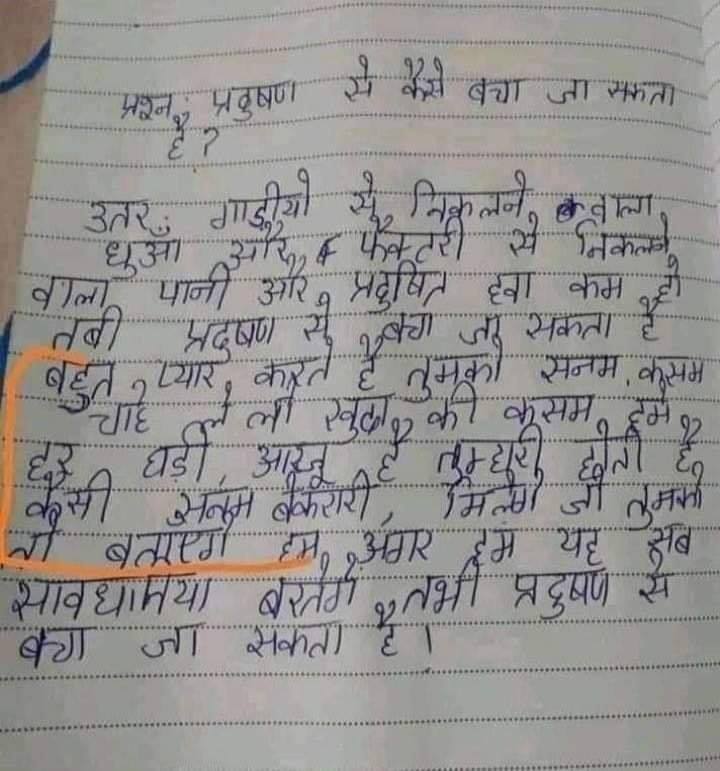 प्रश्न: प्रदुषण से कैसे बचा जा सकता
है ?
उतर: गाड़ीयो से निकलने वाला
धुआँ और फैक्टरी से निकलने
वाला पानी और प्रदुषित हवा कम हो
तबी प्रदुषण से बचा जा सकता है
बहुत प्यार करते है तुमको सनम, कसम
चाहे ले लो खुदा की कसम, हमे
हर घड़ी आरजू है तुम्हारी होती है
कैसी सनम बेकरारी, मिलेगे जो तुमको
तो बताएगे हम, अगर हम यह सब
सावधानिया बरतेगे तभी प्रदुषण से
बचा जा सकता है।